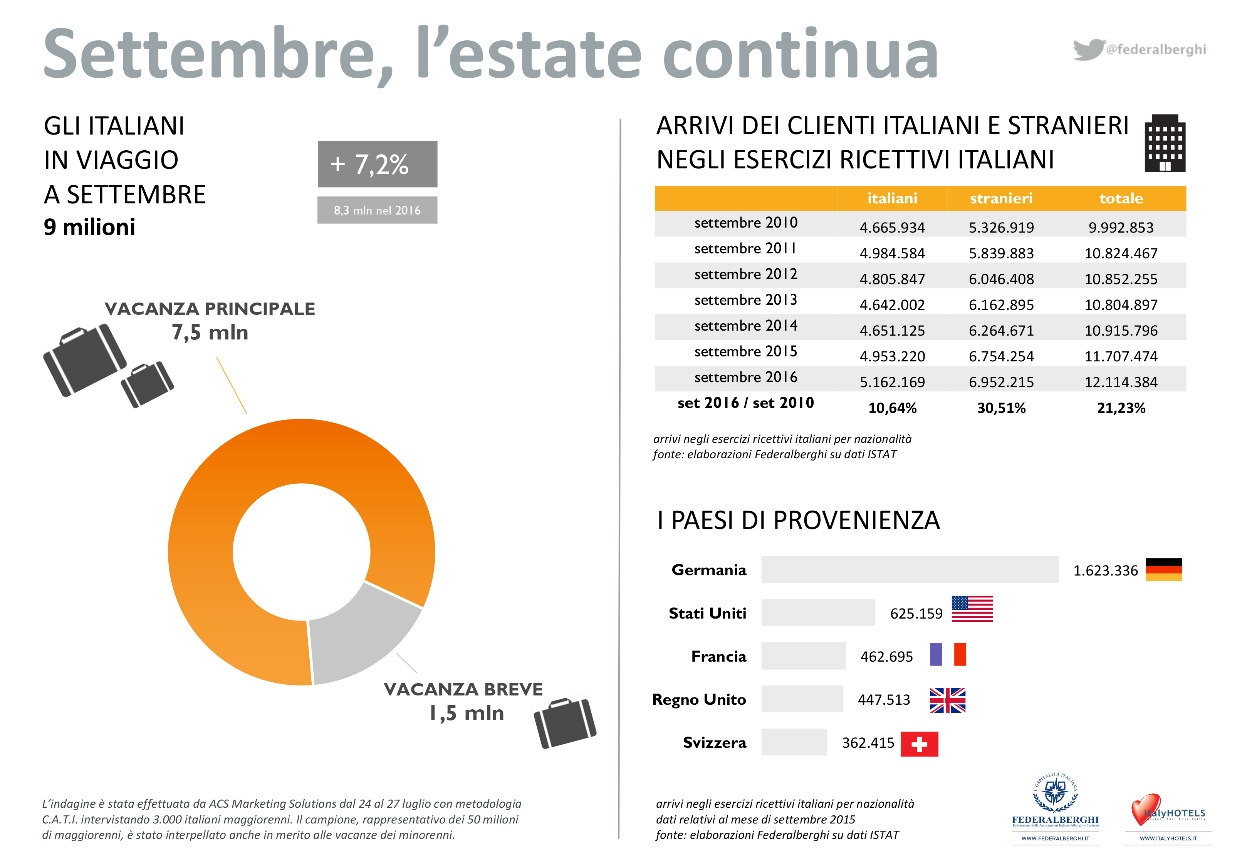 Settembre, l’estate continua
@federalberghi
GLI ITALIANI
IN VIAGGIO
A SETTEMBRE
9 milioni
+ 7,2%
8,3 mln nel 2016
VACANZA PRINCIPALE
7,5 mln
VACANZA BREVE
1,5 mln
L’indagine è stata effettuata da ACS Marketing Solutions dal 24 al 27 luglio con metodologia
C.A.T.I. intervistando 3.000 italiani maggiorenni. Il campione, rappresentativo dei 50 milioni
di maggiorenni, è stato interpellato anche in merito alle vacanze dei minorenni.
ARRIVI DEI CLIENTI ITALIANI E STRANIERI
NEGLI ESERCIZI RICETTIVI ITALIANI
italiani stranieri totale
settembre 2010 4.665.934 5.326.919 9.992.853
settembre 2011 4.984.584 5.839.883 10.824.467
settembre 2012 4.805.847 6.046.408 10.852.255
settembre 2013 4.642.002 6.162.895 10.804.897
settembre 2014 4.651.125 6.264.671 10.915.796
settembre 2015 4.953.220 6.754.254 11.707.474
settembre 2016 5.162.169 6.952.215 12.114.384
set 2016 / set 2010 10,64% 30,51% 21,23%
arrivi negli esercizi ricettivi italiani per nazionalità
fonte: elaborazioni Federalberghi su dati ISTAT
I PAESI DI PROVENIENZA
Germania 1.623.336
Stati Uniti 625.159
Francia 462.695
Regno Unito 447.513
Svizzera 362.415
arrivi negli esercizi ricettivi italiani per nazionalità
dati relativi al mese di settembre 2015
fonte: elaborazioni Federalberghi su dati ISTAT
OSPITALITÀ ITALIANA
FEDERALBERGHI
WWW.FEDERALBERGHI.IT
ItalyHOTELS
WWW.ITALYHOTELS.IT